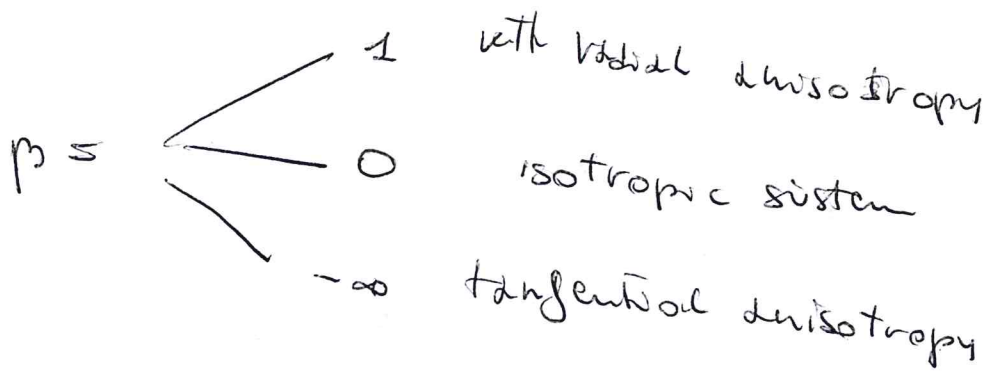 1 with radial anisotropy
β = 0 isotropic sistem
-∞ tangential anisotropy